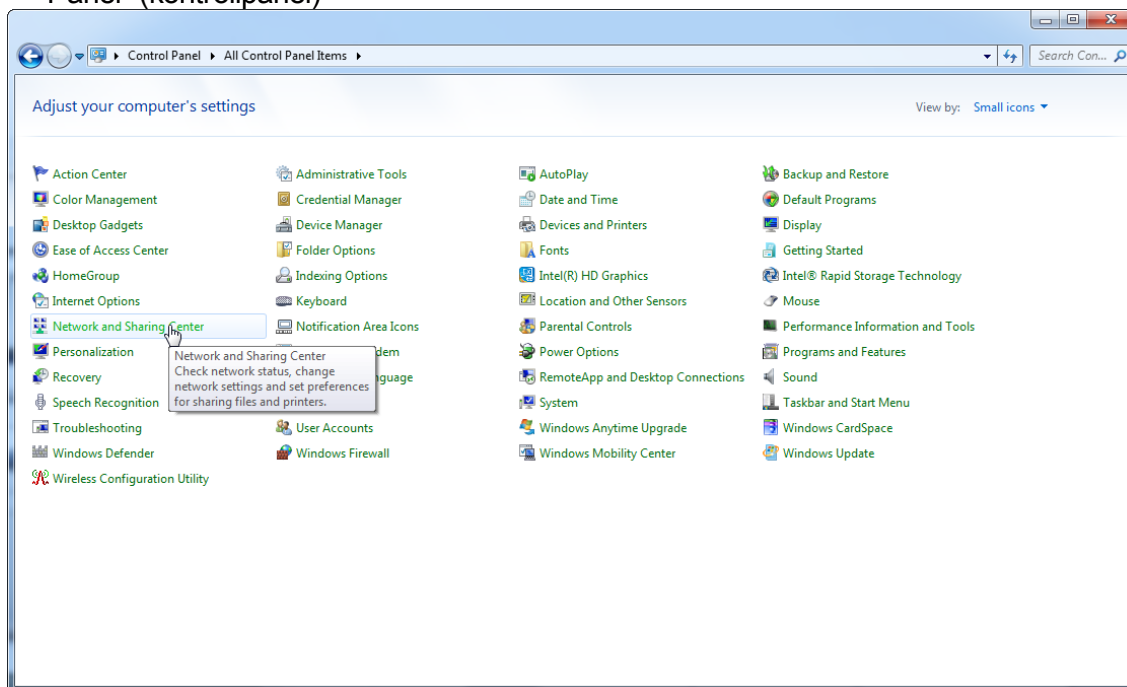 Panel (kontrollpanel)
Control Panel All Control Panel Items Search Con...
Adjust your computer's settings View by: Small icons
Action Center Administrative Tools AutoPlay Backup and Restore
Color Management Credential Manager Date and Time Default Programs
Desktop Gadgets Device Manager Devices and Printers Display
Ease of Access Center Folder Options Fonts Getting Started
HomeGroup Indexing Options Intel(R) HD Graphics Intel® Rapid Storage Technology
Internet Options Keyboard Location and Other Sensors Mouse
Network and Sharing Center Notification Area Icons Parental Controls Performance Information and Tools
Personalization Power Options Programs and Features
Recovery RemoteApp and Desktop Connections Sound
Speech Recognition System Taskbar and Start Menu
Network and Sharing Center
Check network status, change
network settings and set preferences
for sharing files and printers.
Troubleshooting User Accounts Windows Anytime Upgrade Windows CardSpace
Windows Defender Windows Firewall Windows Mobility Center Windows Update
Wireless Configuration Utility